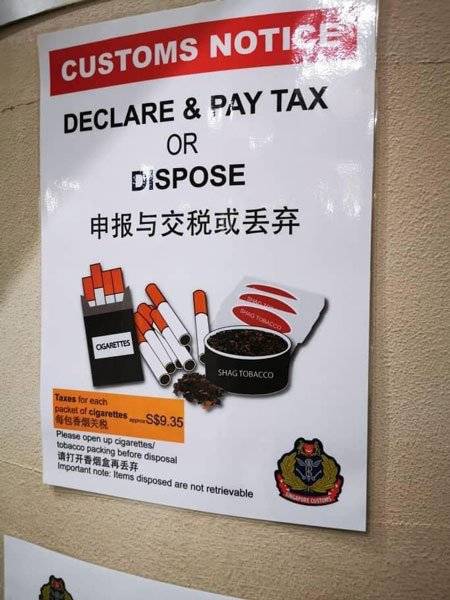 CUSTOMS NOTICE
DECLARE & PAY TAX
OR
DISPOSE
申报与交税或丢弃
CIGARETTES
SHAG TOBACCO
SHAG TOBACCO
SHAG TOBACCO
Taxes for each
packet of cigarettes approx S$9.35
每包香烟关税
Please open up cigarettes/
tobacco packing before disposal
请打开香烟盒再丢弃
Important note: Items disposed are not retrievable
SINGAPORE CUSTOMS